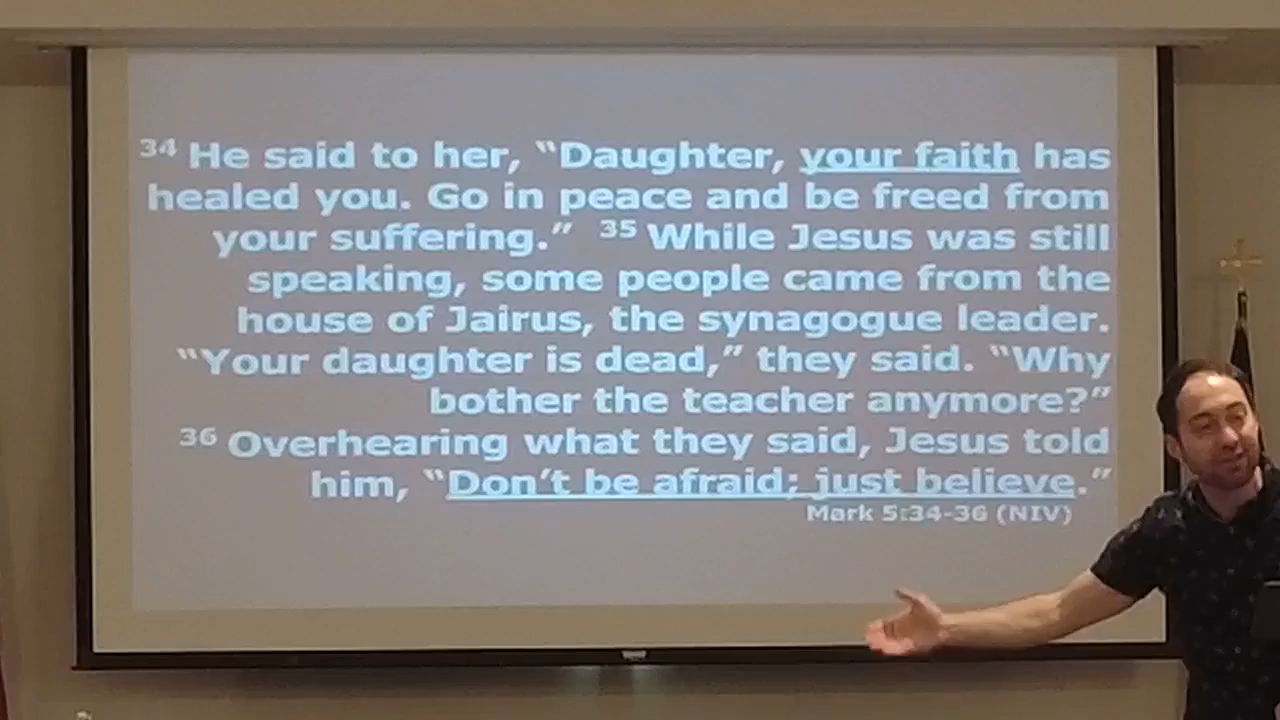 34 He said to her, “Daughter, your faith has
healed you. Go in peace and be freed from
your suffering.” 35 While Jesus was still
speaking, some people came from the
house of Jairus, the synagogue leader.
“Your daughter is dead,” they said. “Why
bother the teacher anymore?”
36 Overhearing what they said, Jesus told
him, “Don’t be afraid; just believe.”
Mark 5:34-36 (NIV)